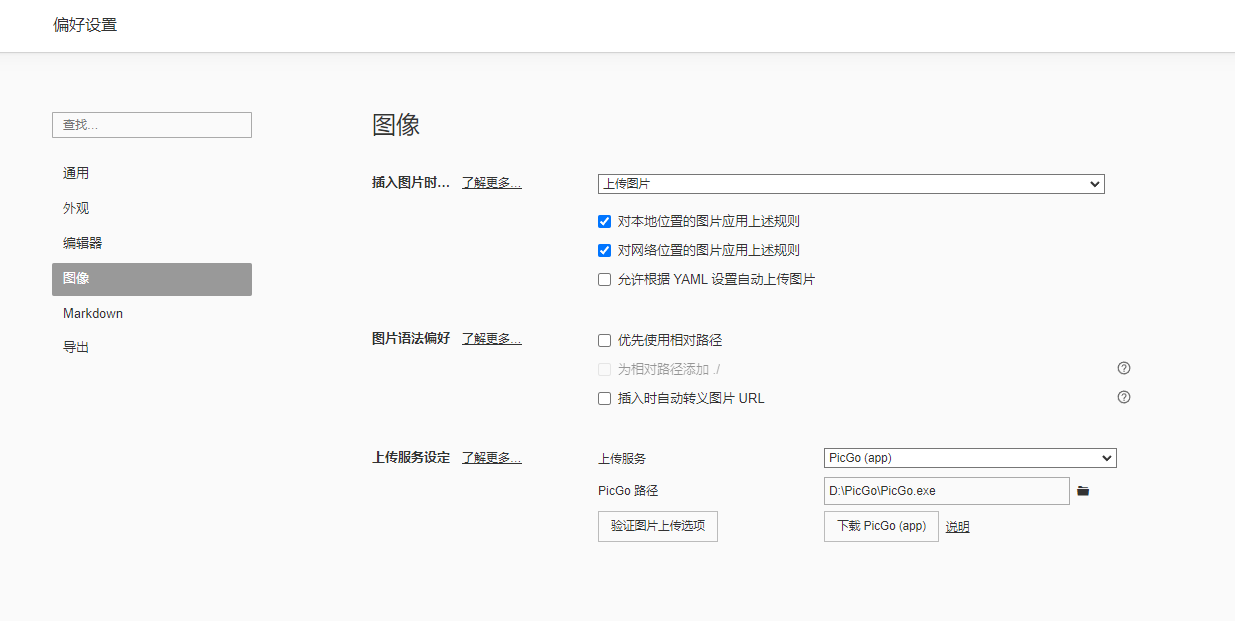 偏好设置
查找...
通用
外观
编辑器
图像
Markdown
导出
图像
插入图片时... 了解更多... 上传图片
对本地位置的图片应用上述规则
对网络位置的图片应用上述规则
允许根据 YAML 设置自动上传图片
图片语法偏好 了解更多... 优先使用相对路径
为相对路径添加 ./ ?
插入时自动转义图片 URL ?
上传服务设定 了解更多... 上传服务 PicGo (app)
PicGo 路径 D:\PicGo\PicGo.exe
验证图片上传选项 下载 PicGo (app) 说明